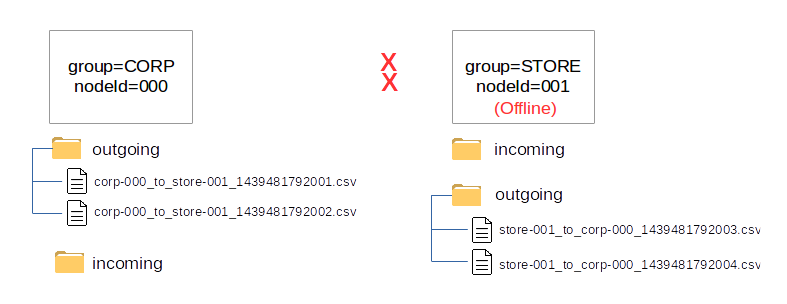 group=CORP
nodeId=000
outgoing
corp-000_to_store-001_1439481792001.csv
corp-000_to_store-001_1439481792002.csv
incoming
X
X
group=STORE
nodeId=001
(Offline)
incoming
outgoing
store-001_to_corp-000_1439481792003.csv
store-001_to_corp-000_1439481792004.csv